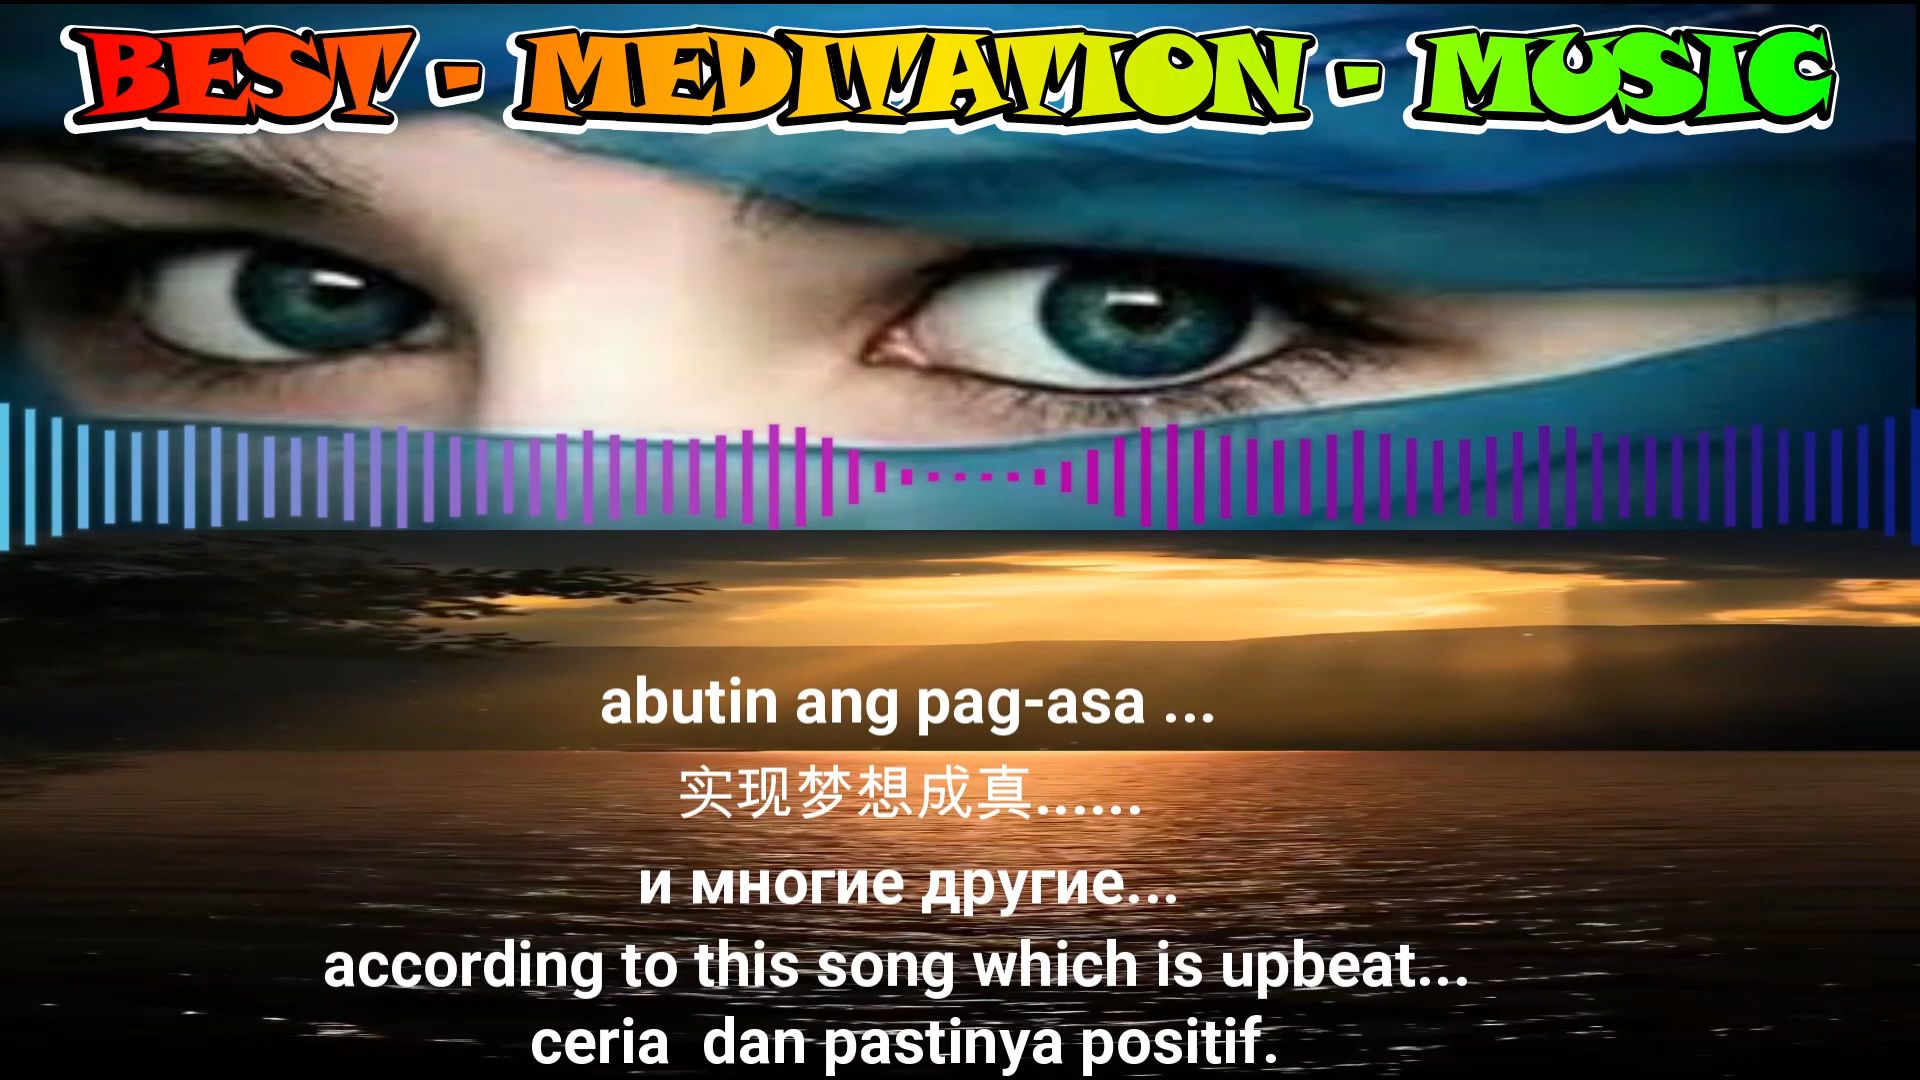 BEST - MEDITATION - MUSIC
abutin ang pag-asa ...
实现梦想成真......
и многие другие...
according to this song which is upbeat...
ceria  dan pastinya positif.